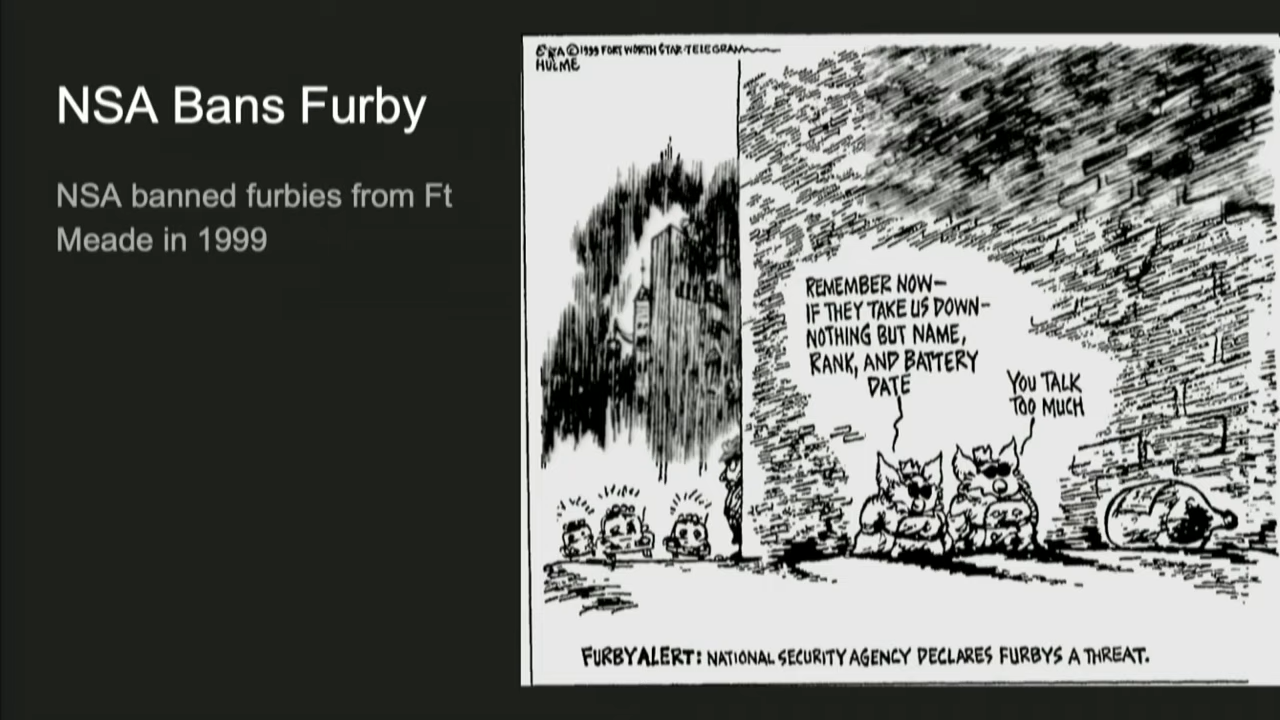 NSA Bans Furby
NSA banned furbies from Ft
Meade in 1999
©1999 FORT WORTH STAR-TELEGRAM
HULME
REMEMBER NOW—
IF THEY TAKE US DOWN—
NOTHING BUT NAME,
RANK, AND BATTERY
DATE
YOU TALK
TOO MUCH
FURBY ALERT: NATIONAL SECURITY AGENCY DECLARES FURBYS A THREAT.